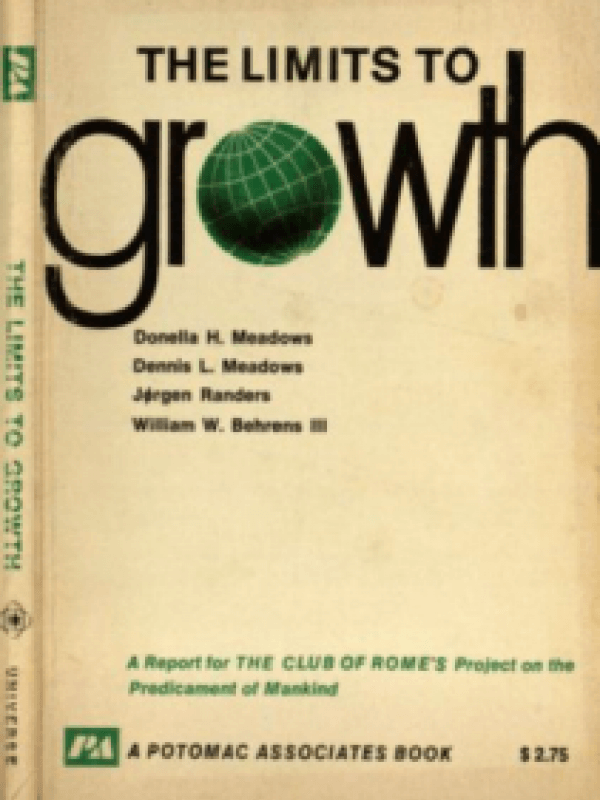 THE LIMITS TO
growth
Donella H. Meadows
Dennis L. Meadows
Jørgen Randers
William W. Behrens III
A Report for THE CLUB OF ROME'S Project on the
Predicament of Mankind
PA
A POTOMAC ASSOCIATES BOOK
$2.75
PA
THE LIMITS TO GROWTH
UNIVERSE